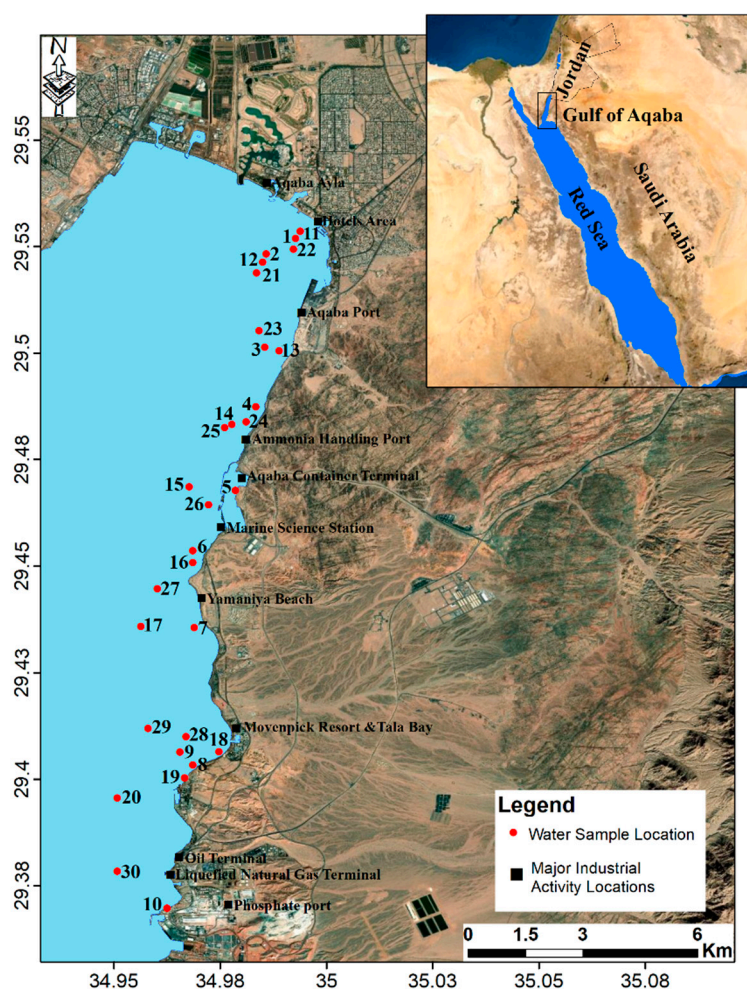 N
Jordan
Gulf of Aqaba
Red Sea
Saudi Arabia
29.55
29.53
29.5
29.48
29.45
29.43
29.4
29.38
Aqaba Ayla
Hotels Area
1
11
22
2
12
21
Aqaba Port
23
3
13
4
14
24
25
Ammonia Handling Port
Aqaba Container Terminal
15
5
26
Marine Science Station
6
16
27
Yamaniya Beach
17
7
29
28
18
Movenpick Resort &Tala Bay
9
8
19
20
Oil Terminal
30
Liquefied Natural Gas Terminal
10
Phosphate port
Legend
Water Sample Location
Major Industrial
Activity Locations
0 1.5 3 6
Km
34.95 34.98 35 35.03 35.05 35.08